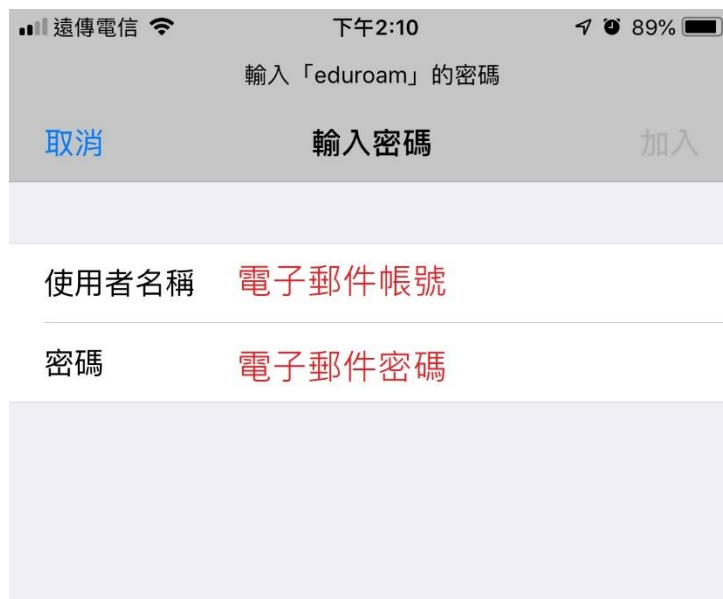 遠傳電信 下午2:10 89%
輸入「eduroam」的密碼
取消 輸入密碼 加入
使用者名稱 電子郵件帳號
密碼 電子郵件密碼